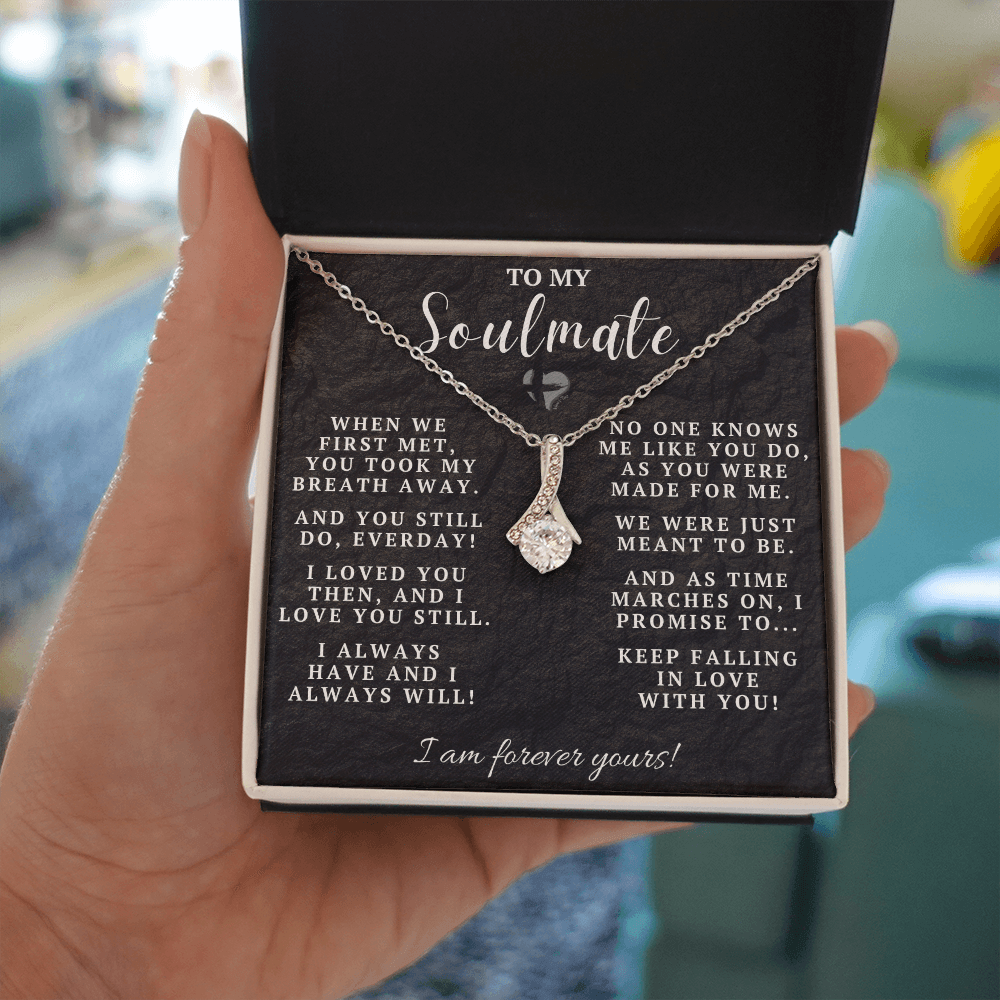 TO MY
Soulmate
WHEN WE
FIRST MET,
YOU TOOK MY
BREATH AWAY.
AND YOU STILL
DO, EVERDAY!
I LOVED YOU
THEN, AND I
LOVE YOU STILL.
I ALWAYS
HAVE AND I
ALWAYS WILL!
NO ONE KNOWS
ME LIKE YOU DO,
AS YOU WERE
MADE FOR ME.
WE WERE JUST
MEANT TO BE.
AND AS TIME
MARCHES ON, I
PROMISE TO...
KEEP FALLING
IN LOVE
WITH YOU!
I am forever yours!